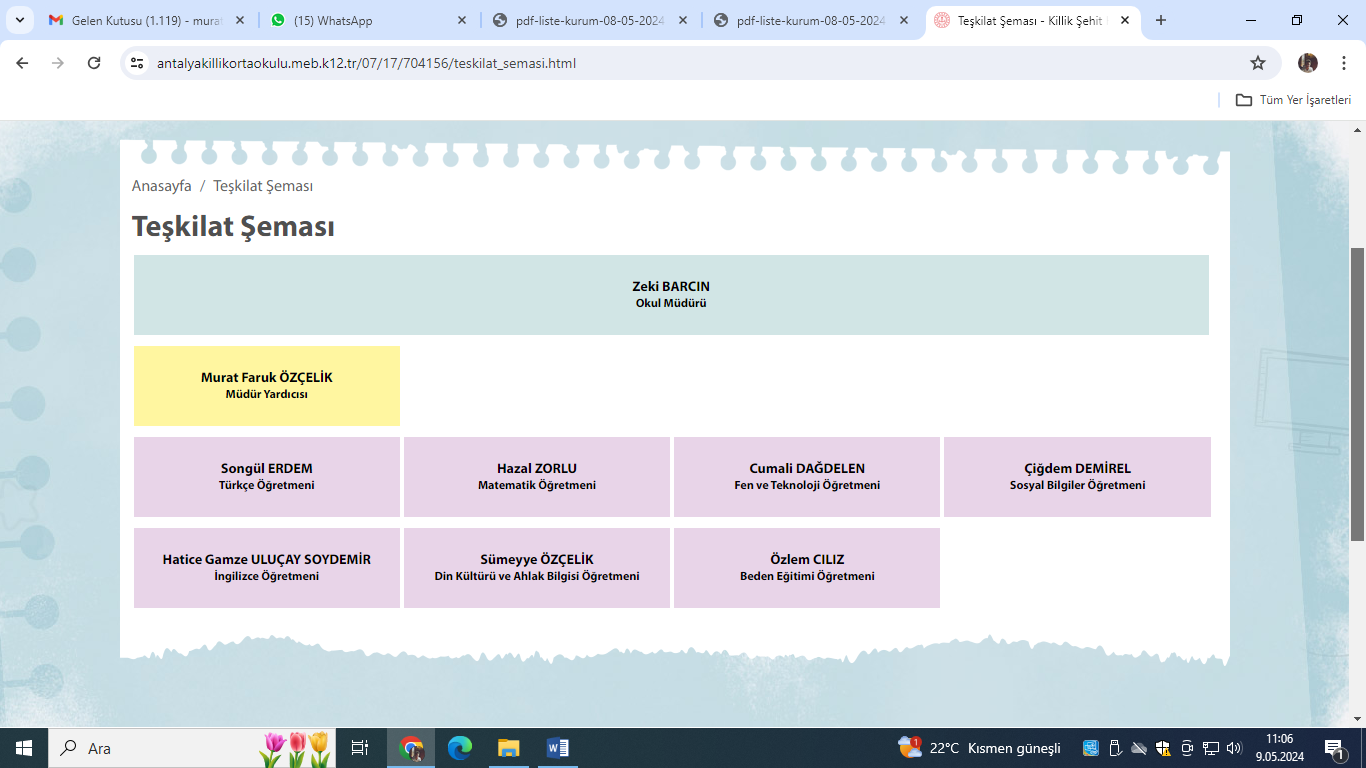 Gelen Kutusu (1.119) - mura
(15) WhatsApp
pdf-liste-kurum-08-05-2024
pdf-liste-kurum-08-05-2024
Teşkilat Şeması - Killik Şehit
antalyakillikortaokulu.meb.k12.tr/07/17/704156/teskilat_semasi.html
Tüm Yer İşaretleri
Anasayfa / Teşkilat Şeması
Teşkilat Şeması
Zeki BARCIN
Okul Müdürü
Murat Faruk ÖZÇELİK
Müdür Yardıcısı
Songül ERDEM
Türkçe Öğretmeni
Hazal ZORLU
Matematik Öğretmeni
Cumali DAĞDELEN
Fen ve Teknoloji Öğretmeni
Çiğdem DEMİREL
Sosyal Bilgiler Öğretmeni
Hatice Gamze ULUÇAY SOYDEMİR
İngilizce Öğretmeni
Sümeyye ÖZÇELİK
Din Kültürü ve Ahlak Bilgisi Öğretmeni
Özlem CILIZ
Beden Eğitimi Öğretmeni
Ara
1
22°C Kısmen güneşli
11:06
9.05.2024
1